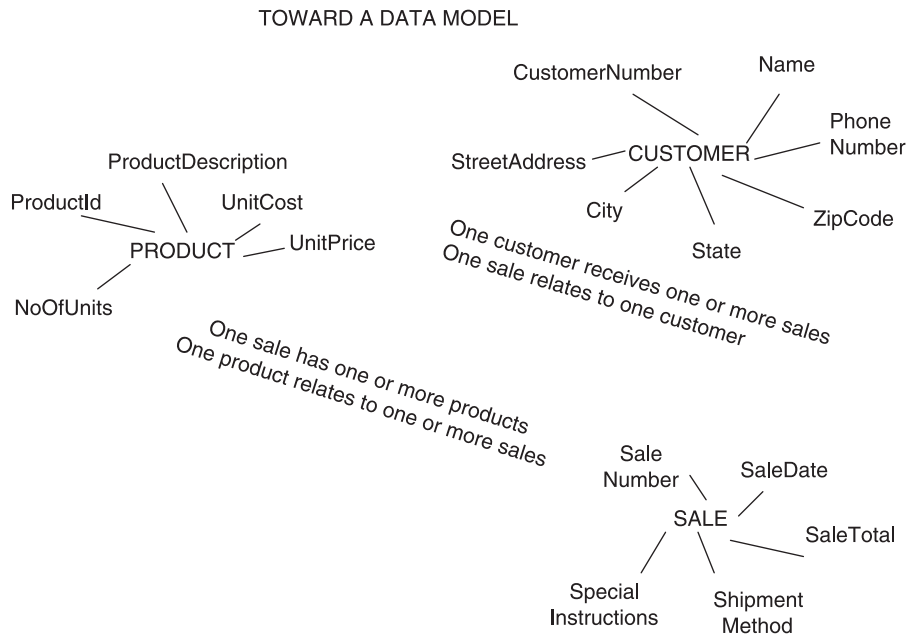 TOWARD A DATA MODEL
CustomerNumber
Name
Phone
Number
StreetAddress
CUSTOMER
City
State
ZipCode
ProductDescription
ProductId
UnitCost
PRODUCT
UnitPrice
NoOfUnits
One customer receives one or more sales
One sale relates to one customer
One sale has one or more products
One product relates to one or more sales
Sale
Number
SaleDate
SALE
SaleTotal
Special
Instructions
Shipment
Method